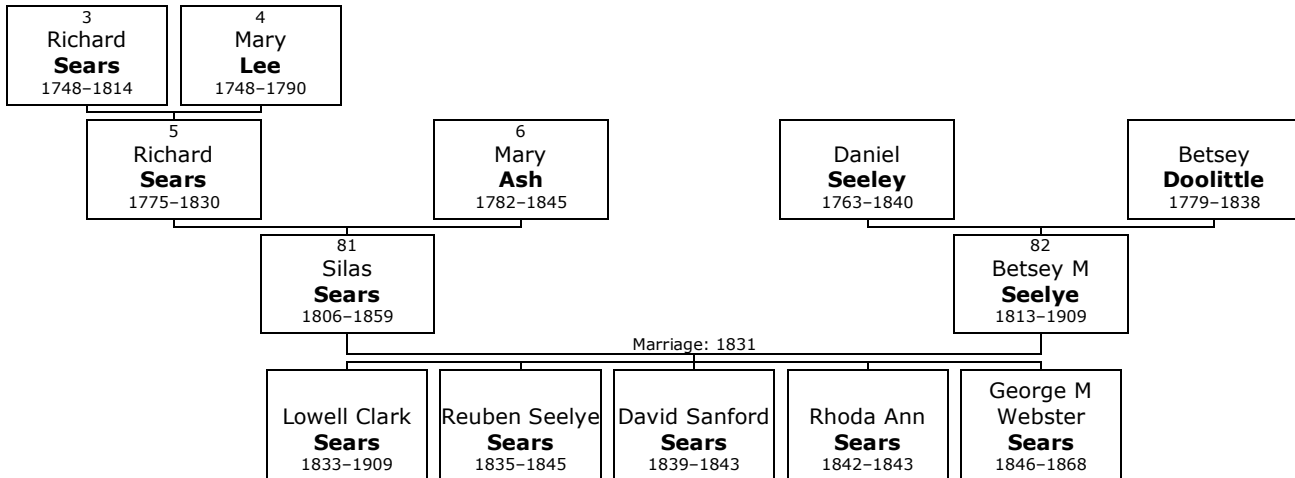 3
Richard
Sears
1748–1814
4
Mary
Lee
1748–1790
5
Richard
Sears
1775–1830
6
Mary
Ash
1782–1845
Daniel
Seeley
1763–1840
Betsey
Doolittle
1779–1838
81
Silas
Sears
1806–1859
82
Betsey M
Seelye
1813–1909
Marriage: 1831
Lowell Clark
Sears
1833–1909
Reuben Seelye
Sears
1835–1845
David Sanford
Sears
1839–1843
Rhoda Ann
Sears
1842–1843
George M
Webster
Sears
1846–1868